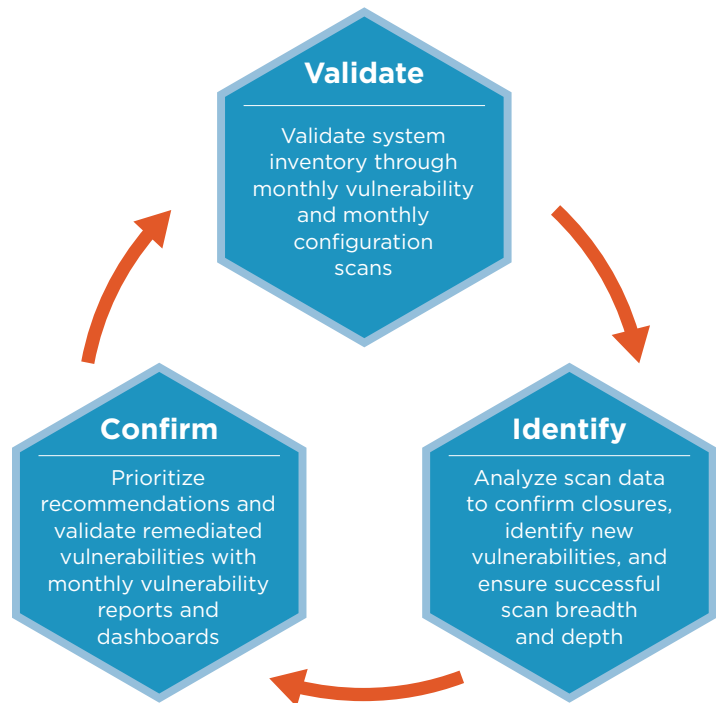 Validate
Validate system
inventory through
monthly vulnerability
and monthly
configuration
scans
Confirm
Prioritize
recommendations and
validate remediated
vulnerabilities with
monthly vulnerability
reports and
dashboards
Identify
Analyze scan data
to confirm closures,
identify new
vulnerabilities, and
ensure successful
scan breadth
and depth